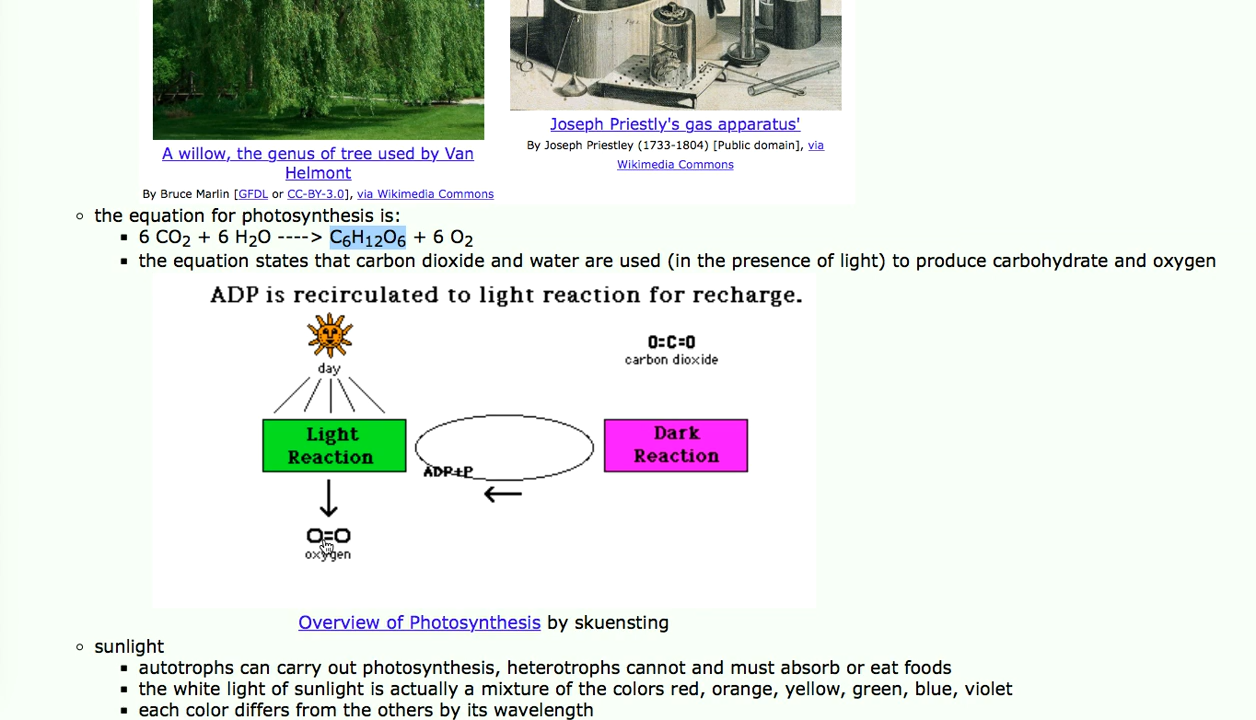 Joseph Priestly's gas apparatus'
By Joseph Priestley (1733-1804) [Public domain], via
Wikimedia Commons
A willow, the genus of tree used by Van
Helmont
By Bruce Marlin [GFDL or CC-BY-3.0], via Wikimedia Commons
the equation for photosynthesis is:
6 CO2 + 6 H2O ----> C6H12O6 + 6 O2
the equation states that carbon dioxide and water are used (in the presence of light) to produce carbohydrate and oxygen
ADP is recirculated to light reaction for recharge.
O=C=O
carbon dioxide
day
Light
Reaction
Dark
Reaction
ADP+P
O=O
oxygen
Overview of Photosynthesis by skuensting
sunlight
autotrophs can carry out photosynthesis, heterotrophs cannot and must absorb or eat foods
the white light of sunlight is actually a mixture of the colors red, orange, yellow, green, blue, violet
each color differs from the others by its wavelength